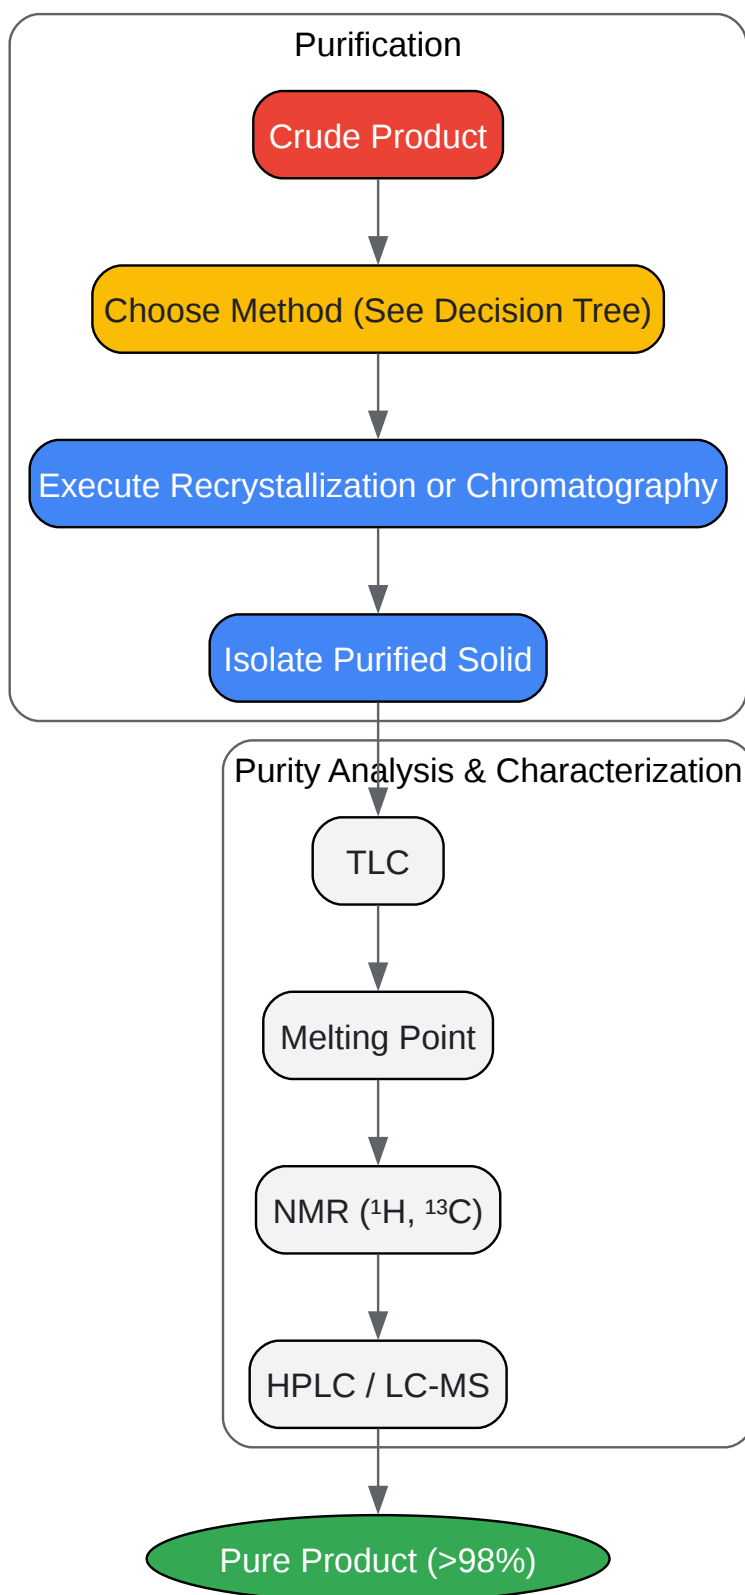 Purification
Crude Product
Choose Method (See Decision Tree)
Execute Recrystallization or Chromatography
Isolate Purified Solid
Purity Analysis & Characterization
TLC
Melting Point
NMR (¹H, ¹³C)
HPLC / LC-MS
Pure Product (>98%)